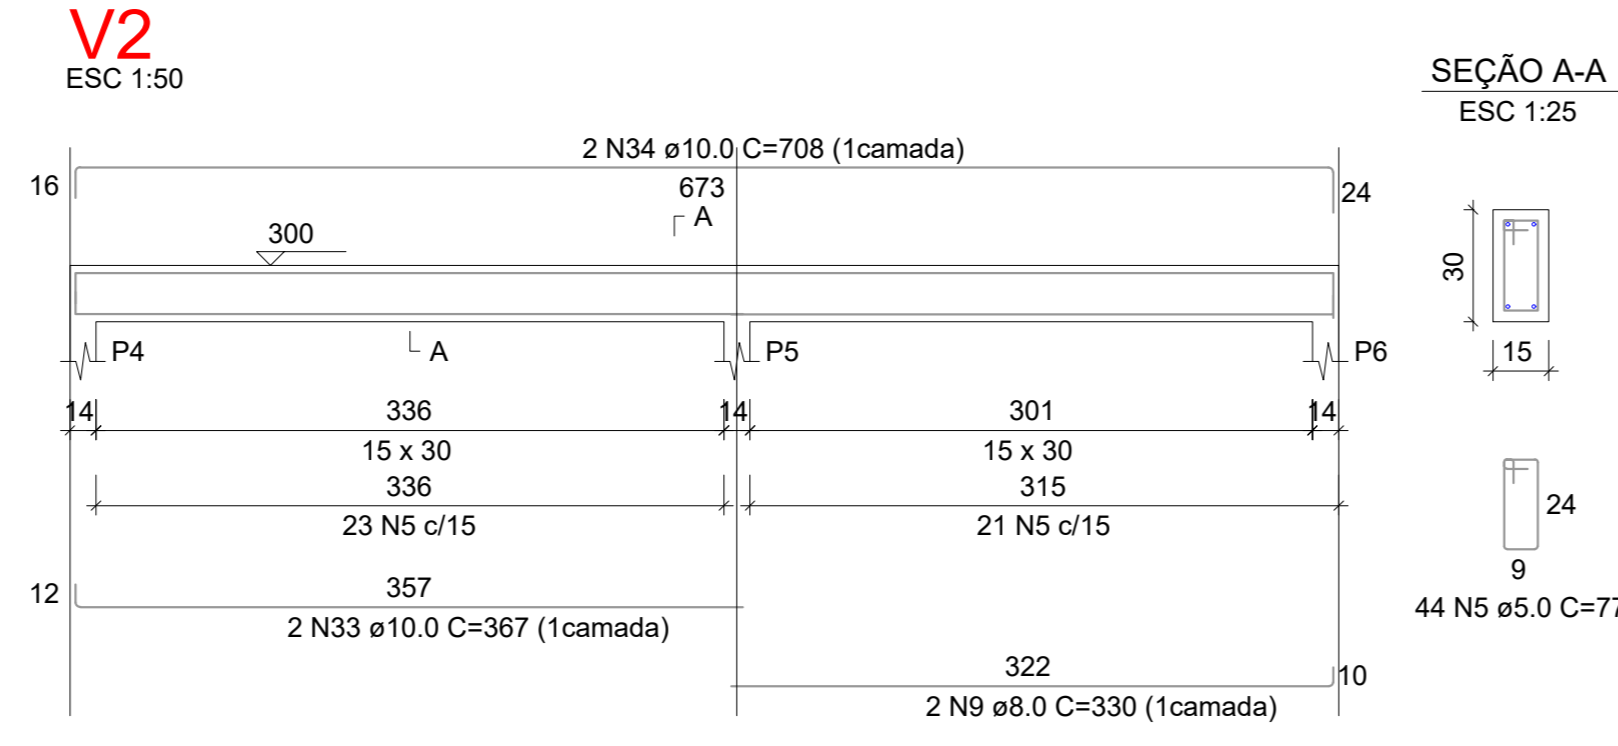 V2
ESC 1:50
SEÇÃO A-A
ESC 1:25
2 N34 ø10.0 C=708 (1camada)
16
673
24
A
300
30
P4
A
P5
P6
15
14
336
14
301
14
15 x 30
15 x 30
336
315
23 N5 c/15
21 N5 c/15
24
9
12
357
44 N5 ø5.0 C=77
2 N33 ø10.0 C=367 (1camada)
322
10
2 N9 ø8.0 C=330 (1camada)